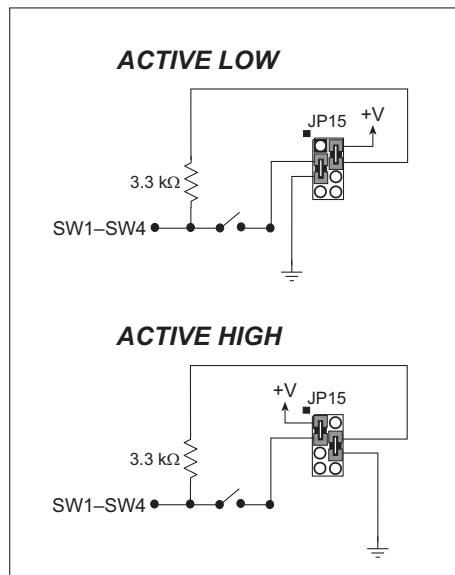 ACTIVE LOW
JP15
+V
3.3 kΩ
SW1–SW4
ACTIVE HIGH
+V
JP15
3.3 kΩ
SW1–SW4